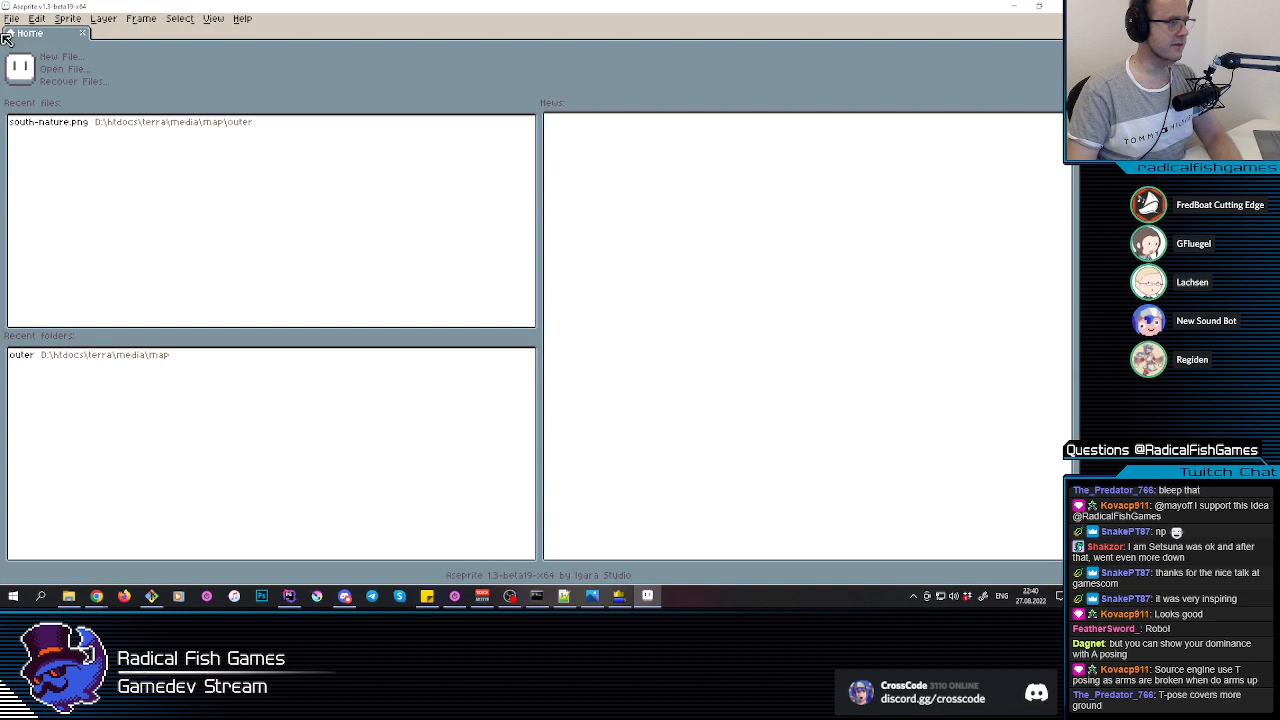 Aseprite v1.3-beta19-x64
File Edit Sprite Layer Frame Select View Help
Home
New File...
Open File...
Recover Files...
Recent files:
News:
south-nature.png D:\htdocs\terra\media\map\outer
Recent folders:
outer D:\htdocs\terra\media\map
Aseprite 1.3-beta19-x64 by Igara Studio
ENG
22:40
27.08.2022
TOMMY HILFIGER
radicalfishgames
FredBoat Cutting Edge
GFluegel
Lachsen
New Sound Bot
Regiden
Questions @RadicalFishGames
Twitch Chat
The_Predator_766: bleep that
Kovacp911: @mayoff I support this Idea
@RadicalFishGames
SnakePT87: np
Shakzor: I am Setsuna was ok and after
that, went even more down
SnakePT87: thanks for the nice talk at
gamescom
SnakePT87: it was very inspiring
Kovacp911: Looks good
FeatherSword_: Robo!
Dagnet: but you can show your dominance
with A posing
Kovacp911: Source engine use T
posing as arms are broken when do arms up
The_Predator_766: T-pose covers more
ground
Radical Fish Games
Gamedev Stream
CrossCode 3110 ONLINE
discord.gg/crosscode